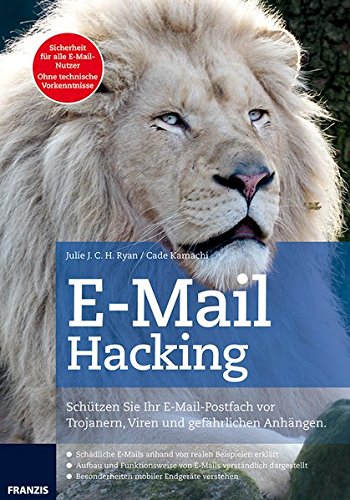 Sicherheit
für alle E-Mail-
Nutzer
Ohne technische
Vorkenntnisse
Julie J. C. H. Ryan / Cade Kamachi
E-Mail
Hacking
Schützen Sie Ihr E-Mail-Postfach vor
Trojanern, Viren und gefährlichen Anhängen.
• Schädliche E-Mails anhand von realen Beispielen erklärt
• Aufbau und Funktionsweise von E-Mails verständlich dargestellt
• Besonderheiten mobiler Endgeräte verstehen
FRANZIS